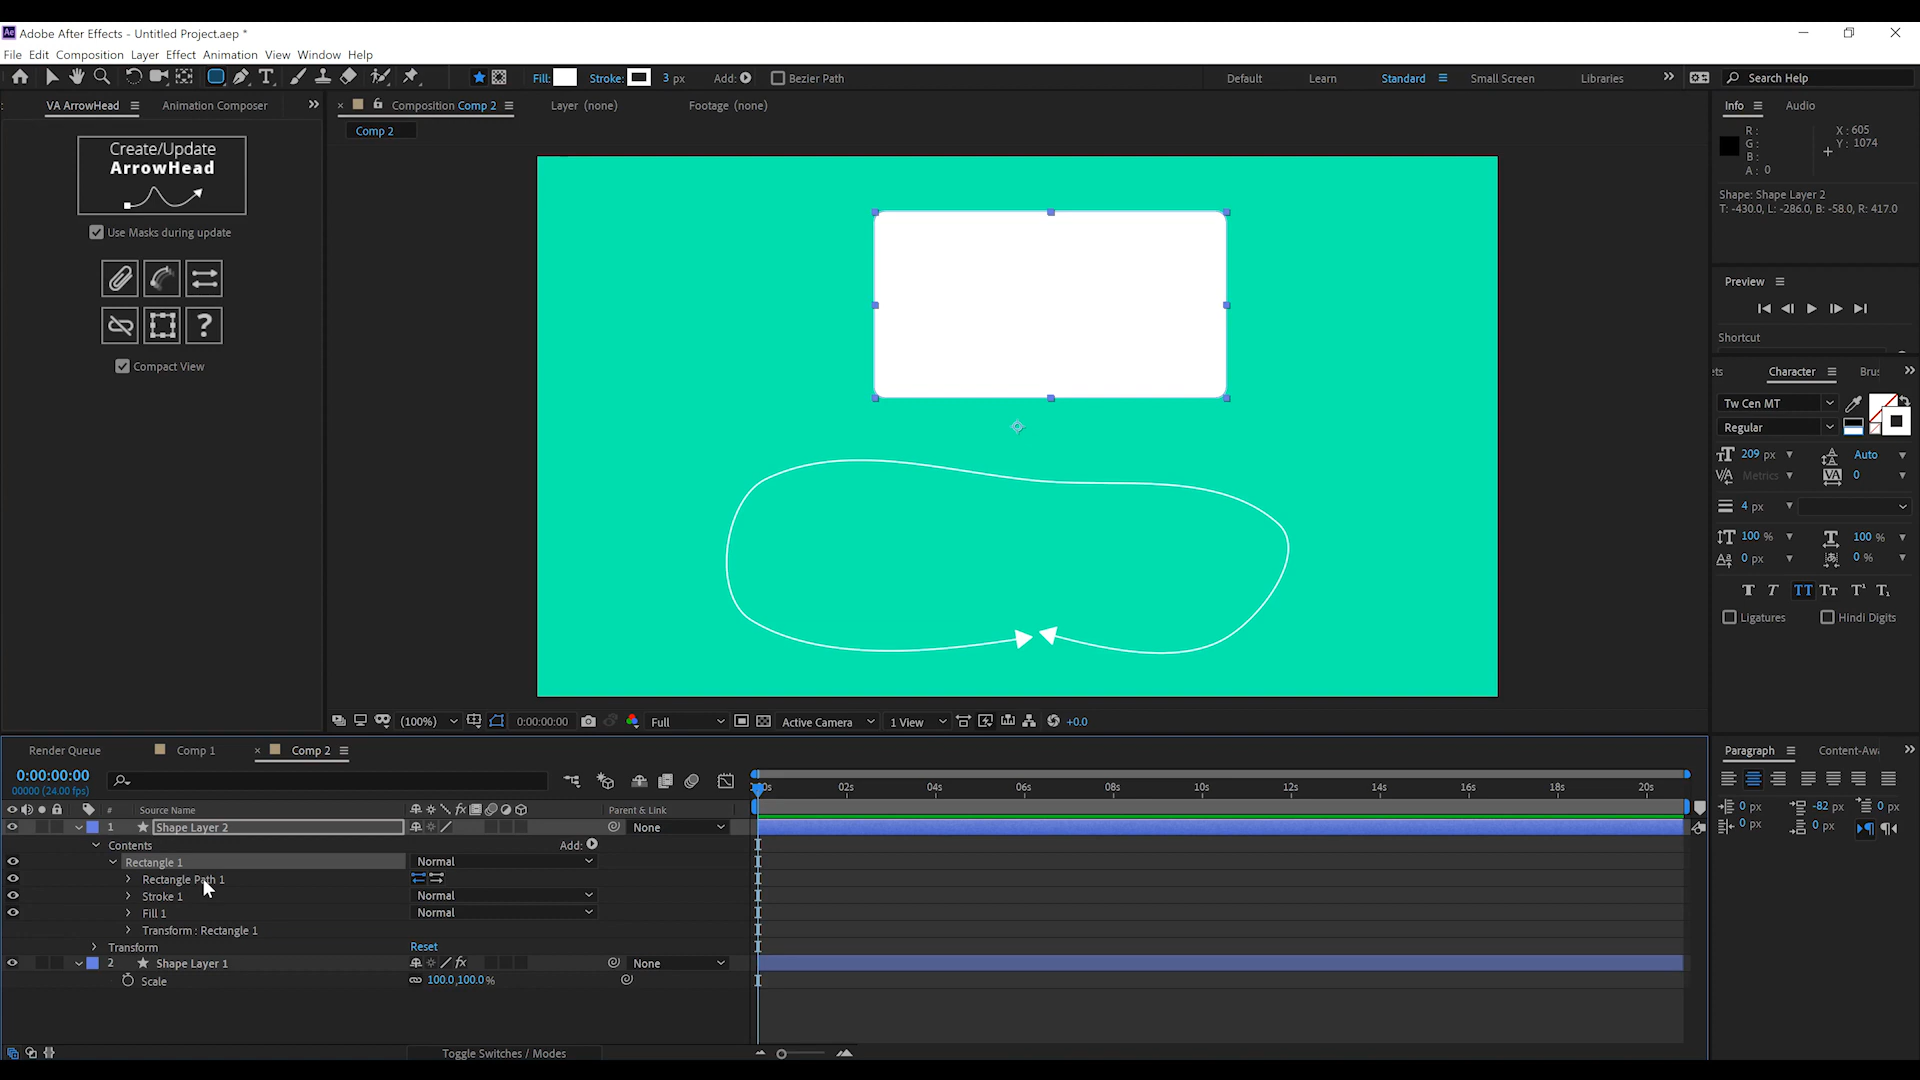 Ae Adobe After Effects - Untitled Project.aep *
File Edit Composition Layer Effect Animation View Window Help
Fill: Stroke: 3 px Add: Bezier Path Default Learn Standard Small Screen Libraries Search Help
VA ArrowHead Animation Composer
Composition Comp 2 Layer (none) Footage (none)
Comp 2
Create/Update
ArrowHead
Use Masks during update
?
Compact View
Info Audio
R:
G:
B:
A: 0
X: 605
Y: 1074
Shape: Shape Layer 2
T: -430.0, L: -286.0, B: -58.0, R: 417.0
Preview
Shortcut
ets Character Brus
Tw Cen MT
Regular
209 px Auto
Metrics 0
4 px
100 % 100 %
0 px 0 %
Ligatures Hindi Digits
(100%) 0:00:00:00 Full Active Camera 1 View +0.0
Render Queue Comp 1 Comp 2
0:00:00:00
00000 (24.00 fps)
# Source Name fx Parent & Link
00s 02s 04s 06s 08s 10s 12s 14s 16s 18s 20s
1 Shape Layer 2 None
Contents Add:
Rectangle 1 Normal
Rectangle Path 1
Stroke 1 Normal
Fill 1 Normal
Transform : Rectangle 1
Transform Reset
2 Shape Layer 1 fx None
Scale 100.0,100.0 %
Toggle Switches / Modes
Paragraph Content-Awa
0 px -82 px 0 px
0 px 0 px